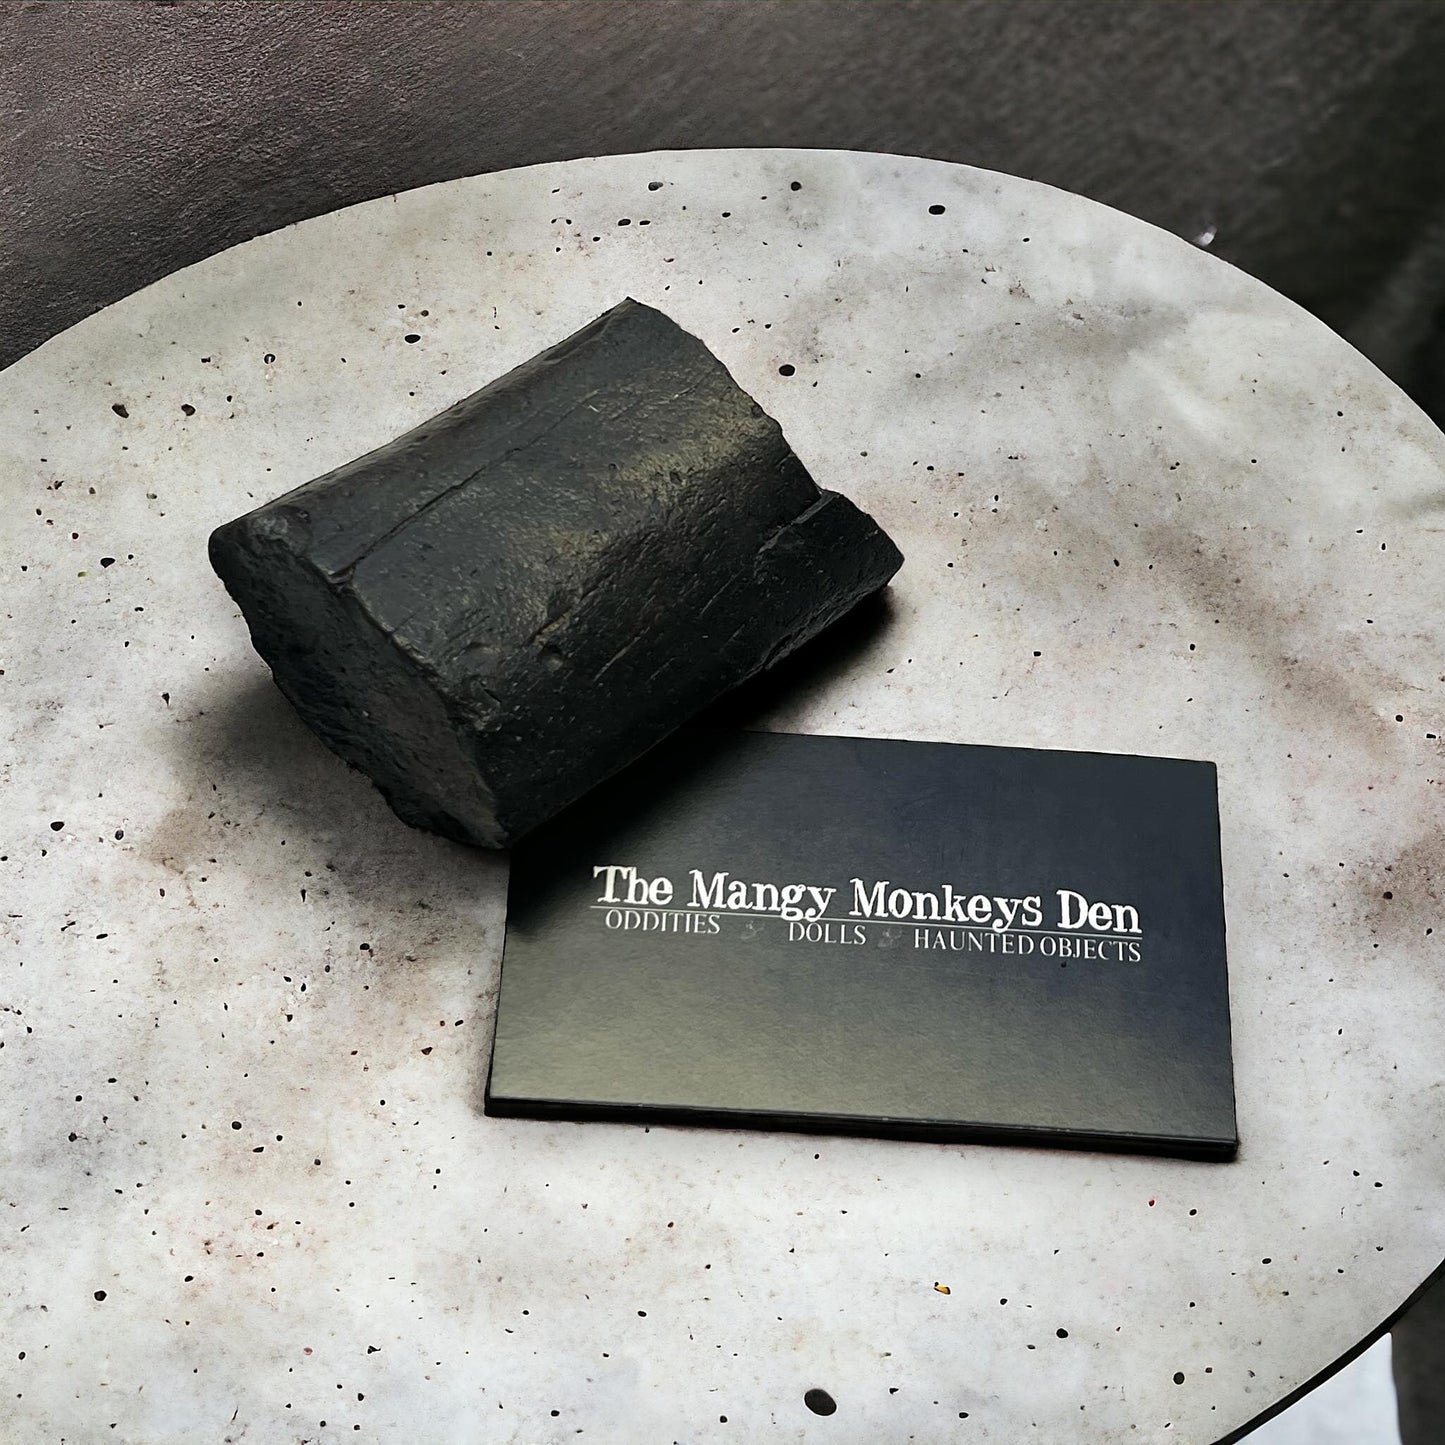 The Mangy Monkeys Den
ODDITIES DOLLS HAUNTED OBJECTS